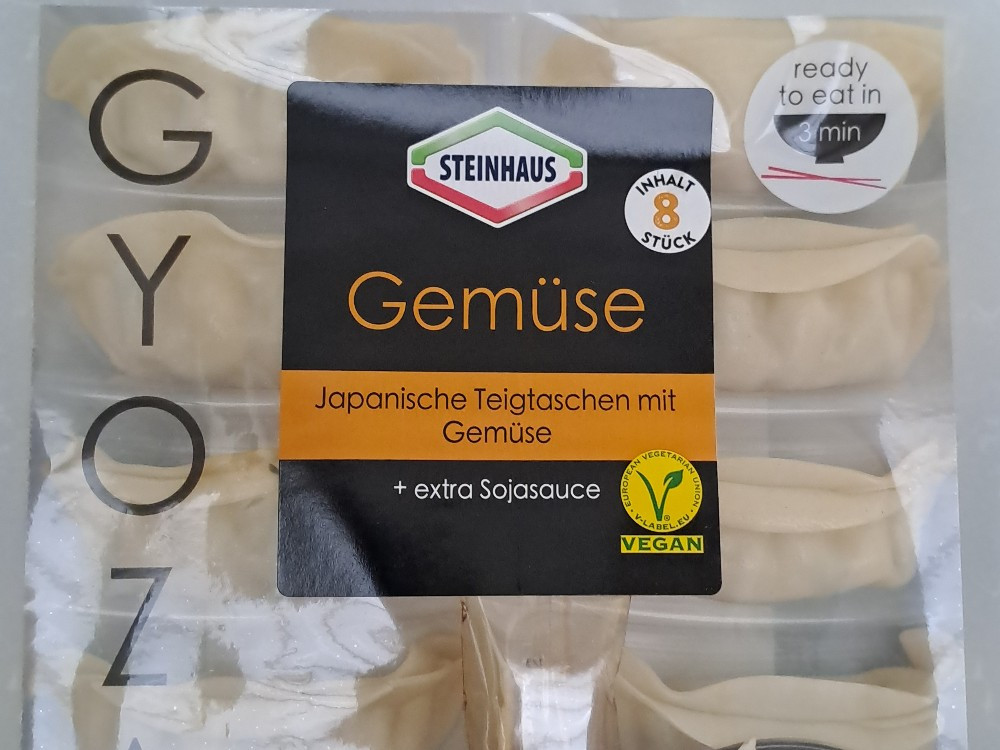 GYOZ
ready
to eat in
3 min
STEINHAUS
INHALT
8
STÜCK
Gemüse
Japanische Teigtaschen mit
Gemüse
+ extra Sojasauce
EUROPEAN VEGETARIAN UNION
V-LABEL.EU
®
VEGAN